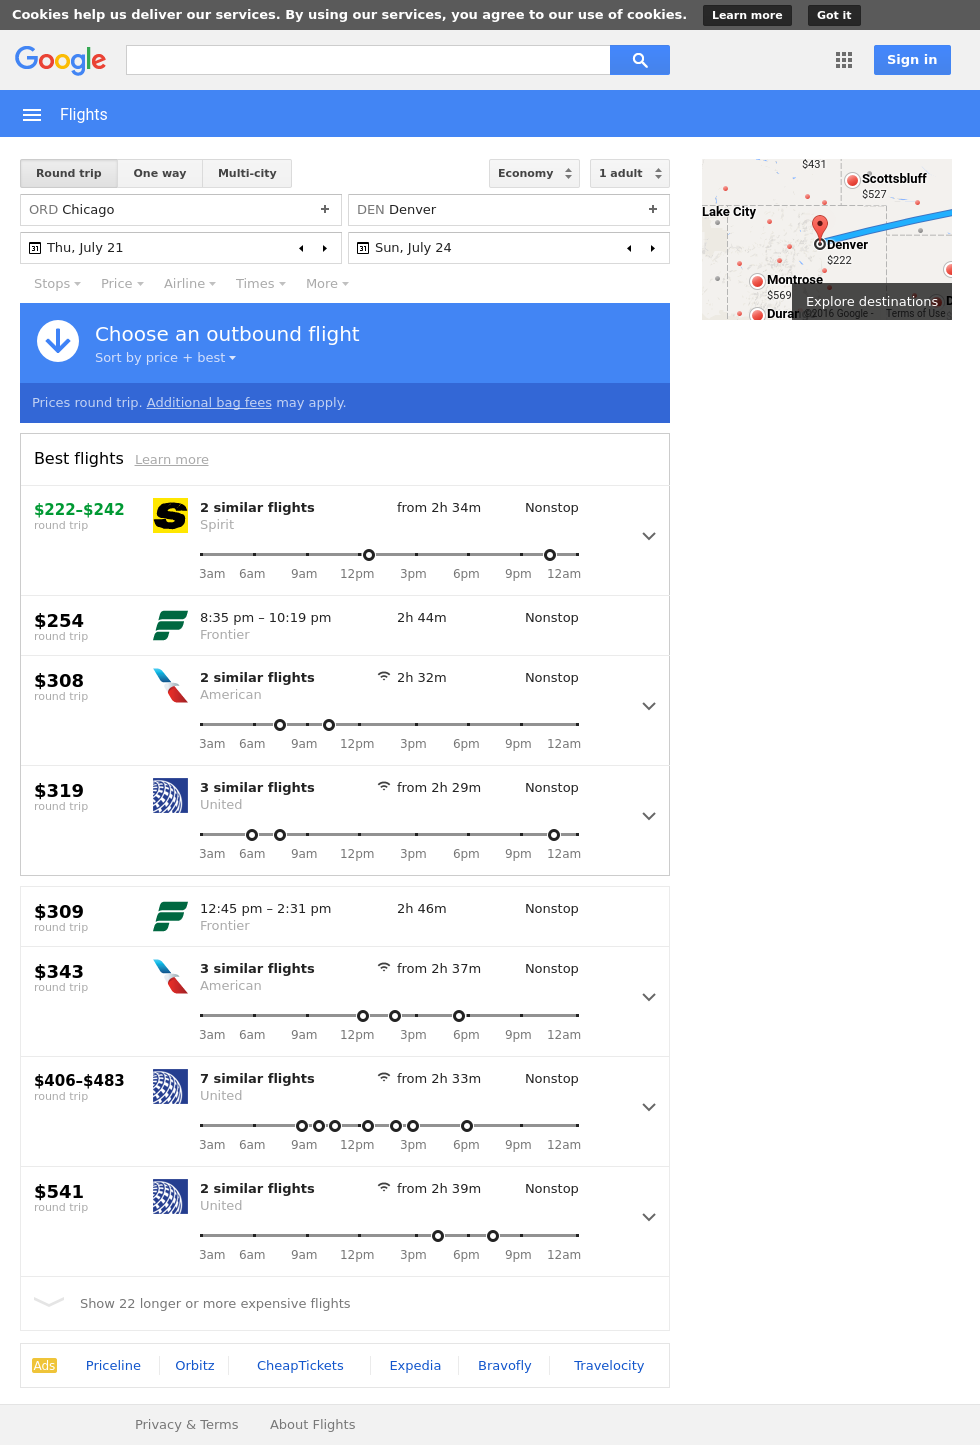 Cookies help us deliver our services. By using our services, you agree to our use of cookies. Learn more Got it
Google Sign in
Flights
Round trip One way Multi-city Economy 1 adult
ORD Chicago + DEN Denver +
31 Thu, July 21 31 Sun, July 24
Stops Price Airline Times More
Choose an outbound flight
Sort by price + best
Prices round trip. Additional bag fees may apply.
$431
Scottsbluff
$527
Lake City
Denver
$222
Montrose
$569
Explore destinations
Duran ©2016 Google - Terms of Use
Best flights Learn more
$222–$242 2 similar flights from 2h 34m Nonstop
round trip Spirit
3am 6am 9am 12pm 3pm 6pm 9pm 12am
$254 8:35 pm – 10:19 pm 2h 44m Nonstop
round trip Frontier
$308 2 similar flights 2h 32m Nonstop
round trip American
3am 6am 9am 12pm 3pm 6pm 9pm 12am
$319 3 similar flights from 2h 29m Nonstop
round trip United
3am 6am 9am 12pm 3pm 6pm 9pm 12am
$309 12:45 pm – 2:31 pm 2h 46m Nonstop
round trip Frontier
$343 3 similar flights from 2h 37m Nonstop
round trip American
3am 6am 9am 12pm 3pm 6pm 9pm 12am
$406–$483 7 similar flights from 2h 33m Nonstop
round trip United
3am 6am 9am 12pm 3pm 6pm 9pm 12am
$541 2 similar flights from 2h 39m Nonstop
round trip United
3am 6am 9am 12pm 3pm 6pm 9pm 12am
Show 22 longer or more expensive flights
Ads Priceline Orbitz CheapTickets Expedia Bravofly Travelocity
Privacy & Terms About Flights